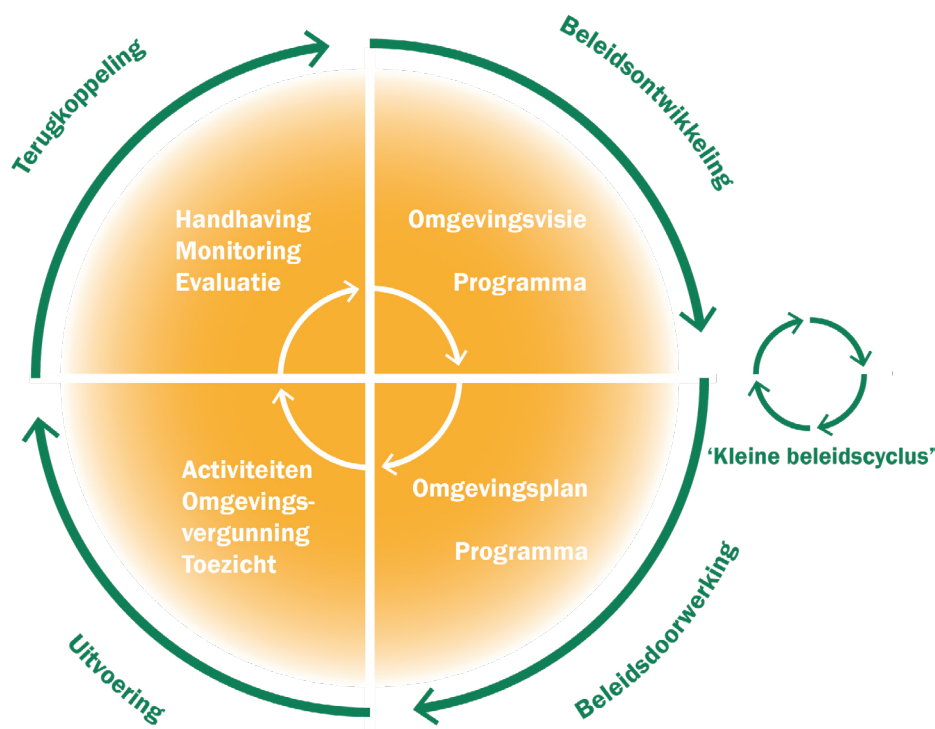 Terugkoppeling
Beleidsontwikkeling
Handhaving
Monitoring
Evaluatie
Omgevingsvisie
Programma
‘Kleine beleidscyclus’
Activiteiten
Omgevings-
vergunning
Toezicht
Omgevingsplan
Programma
Uitvoering
Beleidsdoorwerking